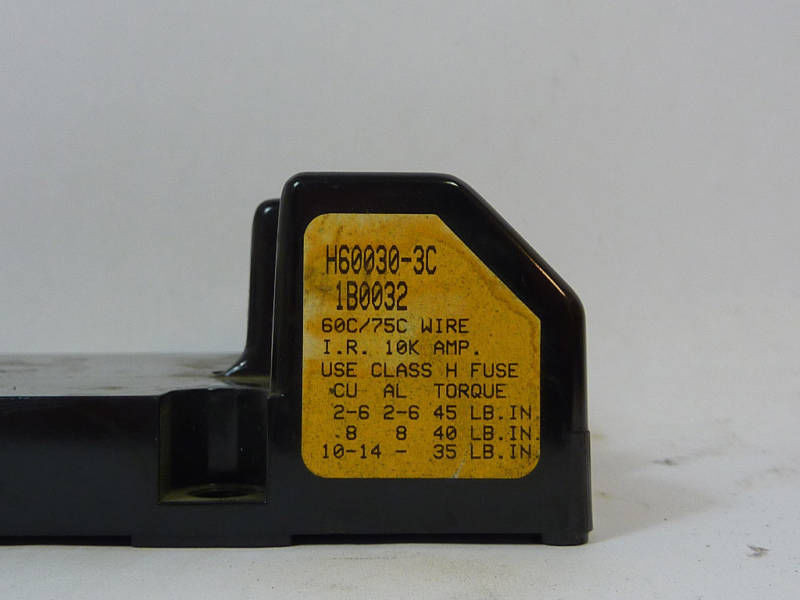 H60030-3C
1B0032
60C/75C WIRE
I.R. 10K AMP.
USE CLASS H FUSE
CU AL TORQUE
2-6 2-6 45 LB.IN.
8 8 40 LB.IN.
10-14 - 35 LB.IN.